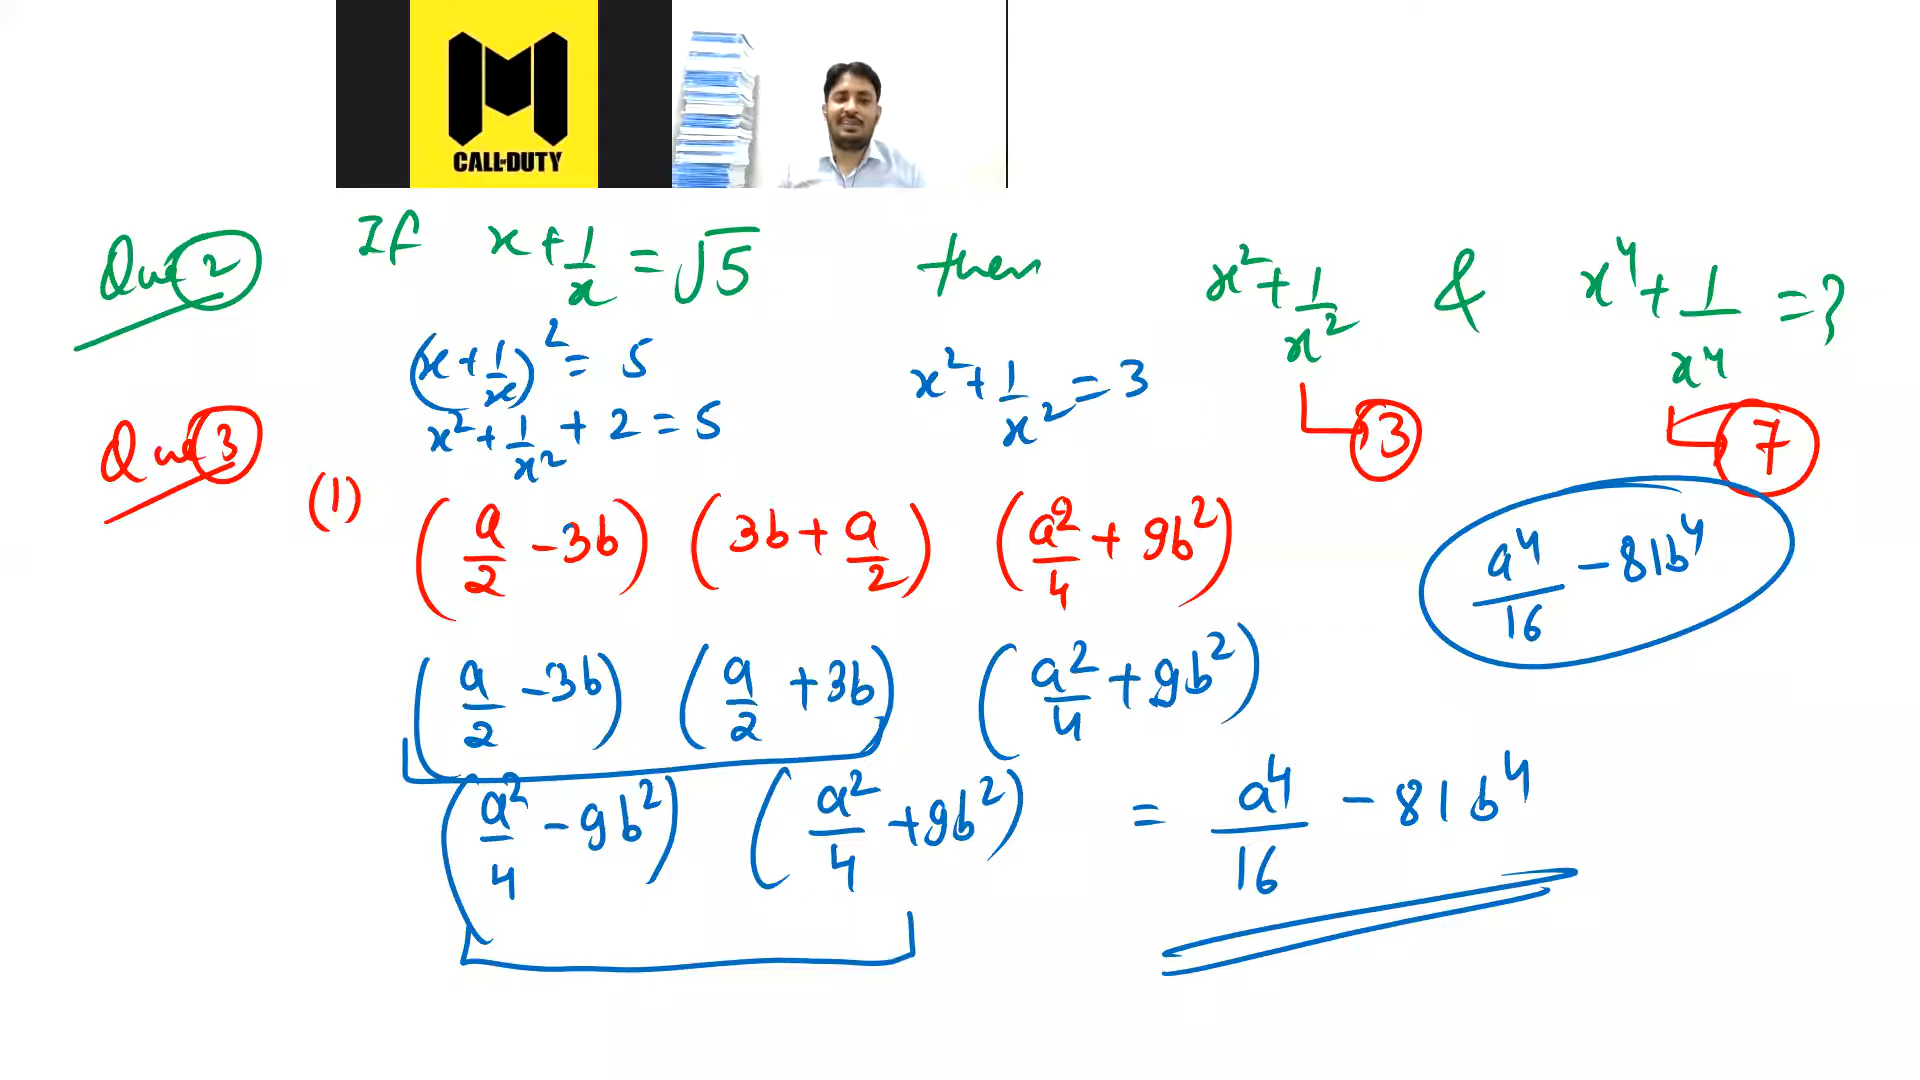 CALL OF DUTY
Que 2 If x + 1/x = √5 then x² + 1/x² & x⁴ + 1/x⁴ = ?
(x + 1/x)² = 5
x² + 1/x² + 2 = 5
x² + 1/x² = 3
3
7
Que 3
(1) (a/2 - 3b) (3b + a/2) (a²/4 + 9b²)
a⁴/16 - 81b⁴
(a/2 - 3b) (a/2 + 3b) (a²/4 + 9b²)
(a²/4 - 9b²) (a²/4 + 9b²) = a⁴/16 - 81b⁴